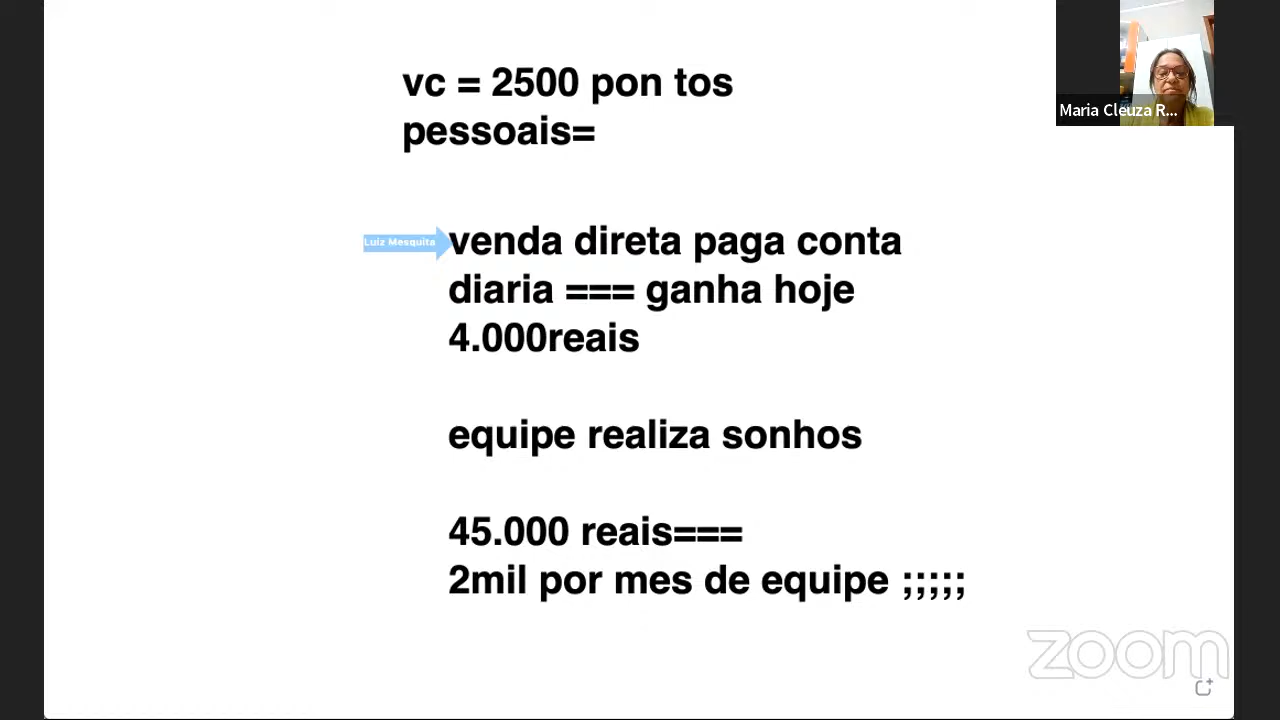 vc = 2500 pon tos
pessoais=
Maria Cleuza R...
Luiz Mesquita
venda direta paga conta
diaria === ganha hoje
4.000reais
equipe realiza sonhos
45.000 reais===
2mil por mes de equipe ;;;;;
zoom